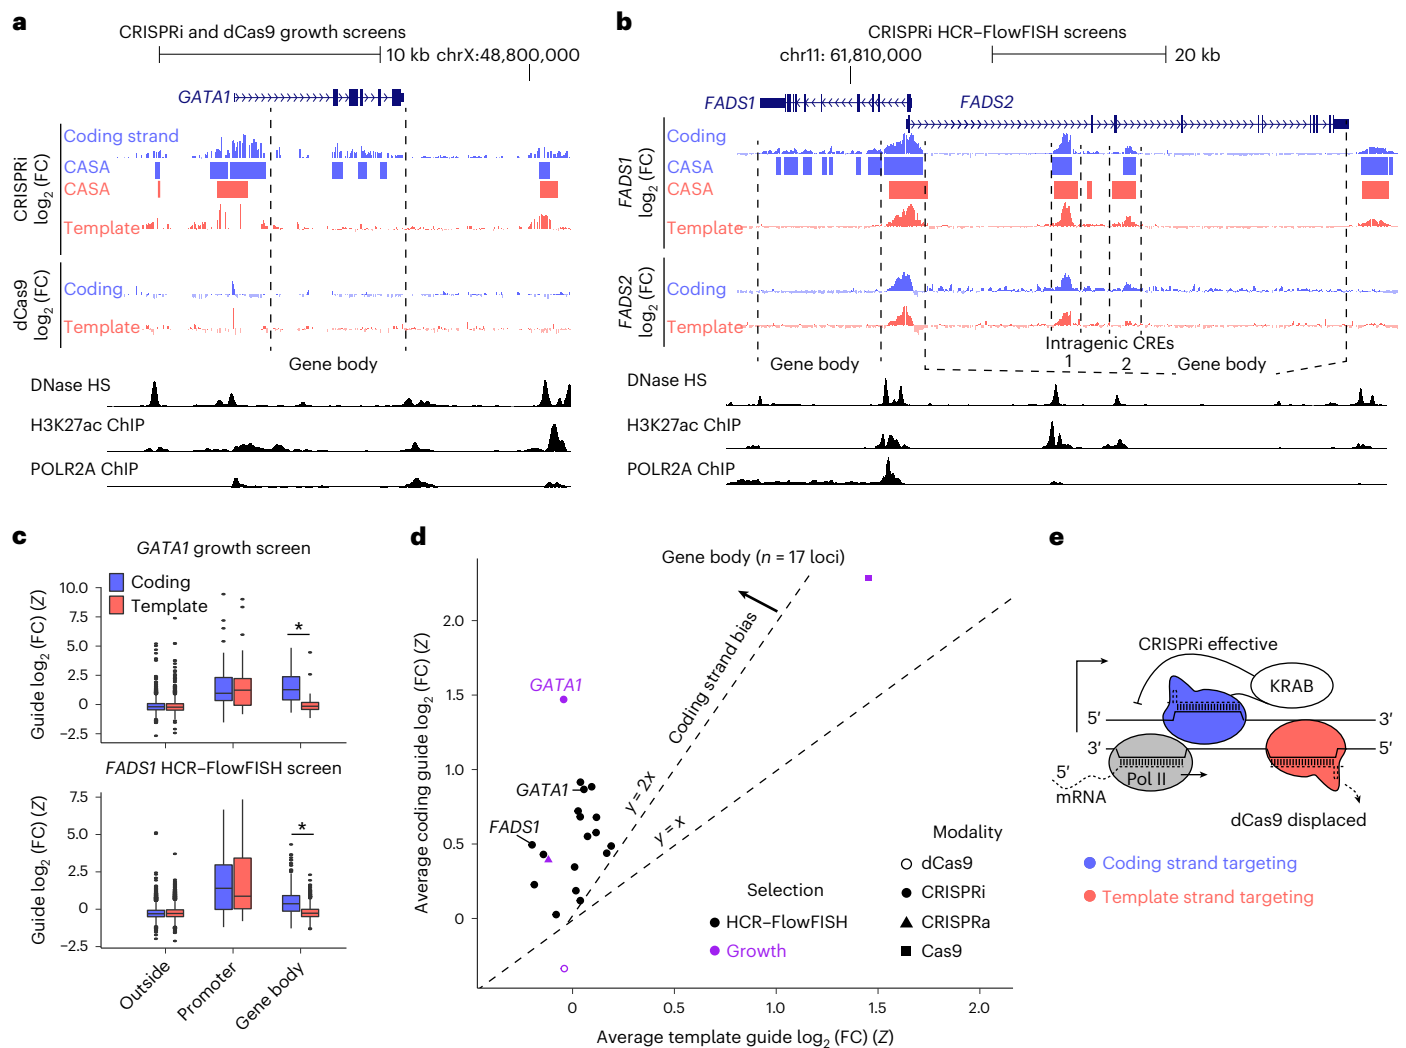 a
CRISPRi and dCas9 growth screens
10 kb chrX:48,800,000
GATA1
CRISPRi
log2 (FC)
Coding strand
CASA
CASA
Template
dCas9
log2 (FC)
Coding
Template
Gene body
DNase HS
H3K27ac ChIP
POLR2A ChIP
b
CRISPRi HCR–FlowFISH screens
chr11: 61,810,000
20 kb
FADS1
FADS2
FADS1
log2 (FC)
Coding
CASA
CASA
Template
FADS2
log2 (FC)
Coding
Template
Intragenic CREs
Gene body
1
2
Gene body
DNase HS
H3K27ac ChIP
POLR2A ChIP
c
GATA1 growth screen
Guide log2 (FC) (Z)
10.0
7.5
5.0
2.5
0
−2.5
Coding
Template
*
FADS1 HCR–FlowFISH screen
Guide log2 (FC) (Z)
7.5
5.0
2.5
0
−2.5
*
Outside
Promoter
Gene body
d
Gene body (n = 17 loci)
Average coding guide log2 (FC) (Z)
2.0
1.5
1.0
0.5
0
Coding strand bias
y = 2x
y = x
GATA1
GATA1
FADS1
Selection
HCR–FlowFISH
Growth
Modality
dCas9
CRISPRi
CRISPRa
Cas9
0
0.5
1.0
1.5
2.0
Average template guide log2 (FC) (Z)
e
CRISPRi effective
KRAB
5′
3′
3′
5′
Pol II
5′
mRNA
dCas9 displaced
Coding strand targeting
Template strand targeting